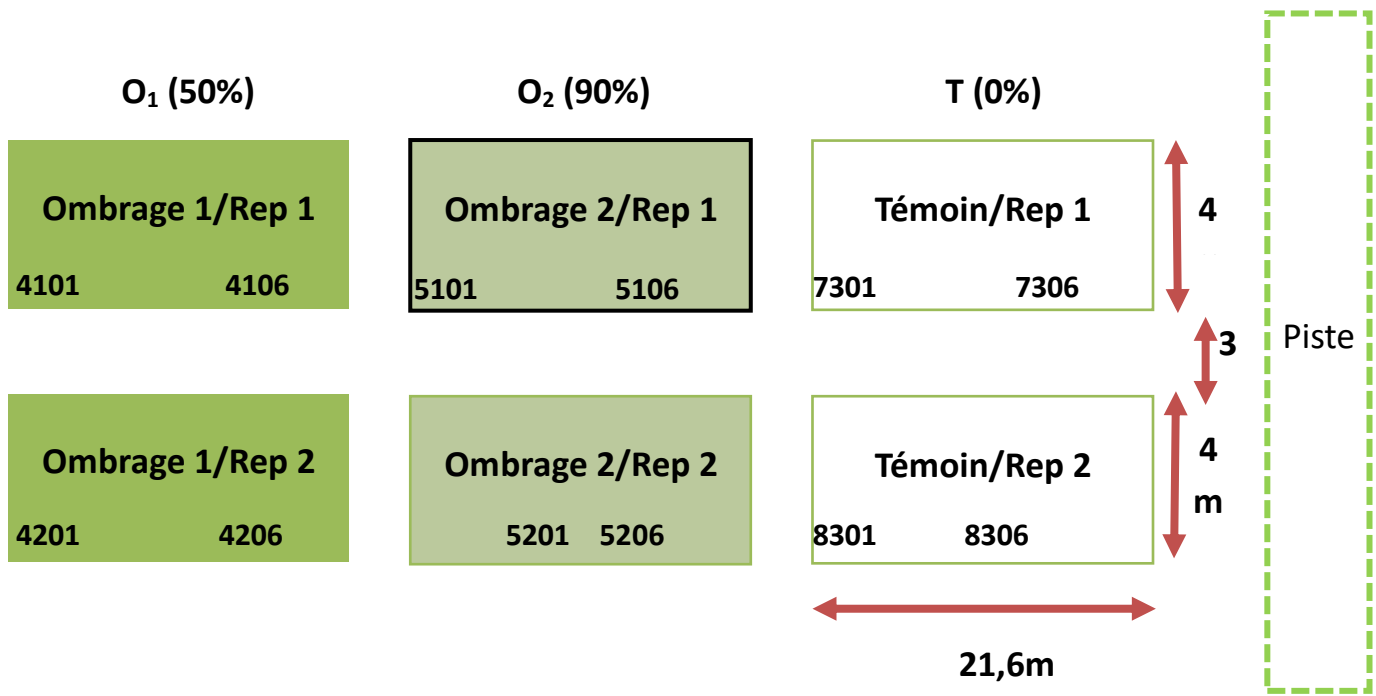 O₁ (50%)
O₂ (90%)
T (0%)
Ombrage 1/Rep 1
4101 4106
Ombrage 2/Rep 1
5101 5106
Témoin/Rep 1
7301 7306
4
3
Piste
Ombrage 1/Rep 2
4201 4206
Ombrage 2/Rep 2
5201 5206
Témoin/Rep 2
8301 8306
4
m
21,6m